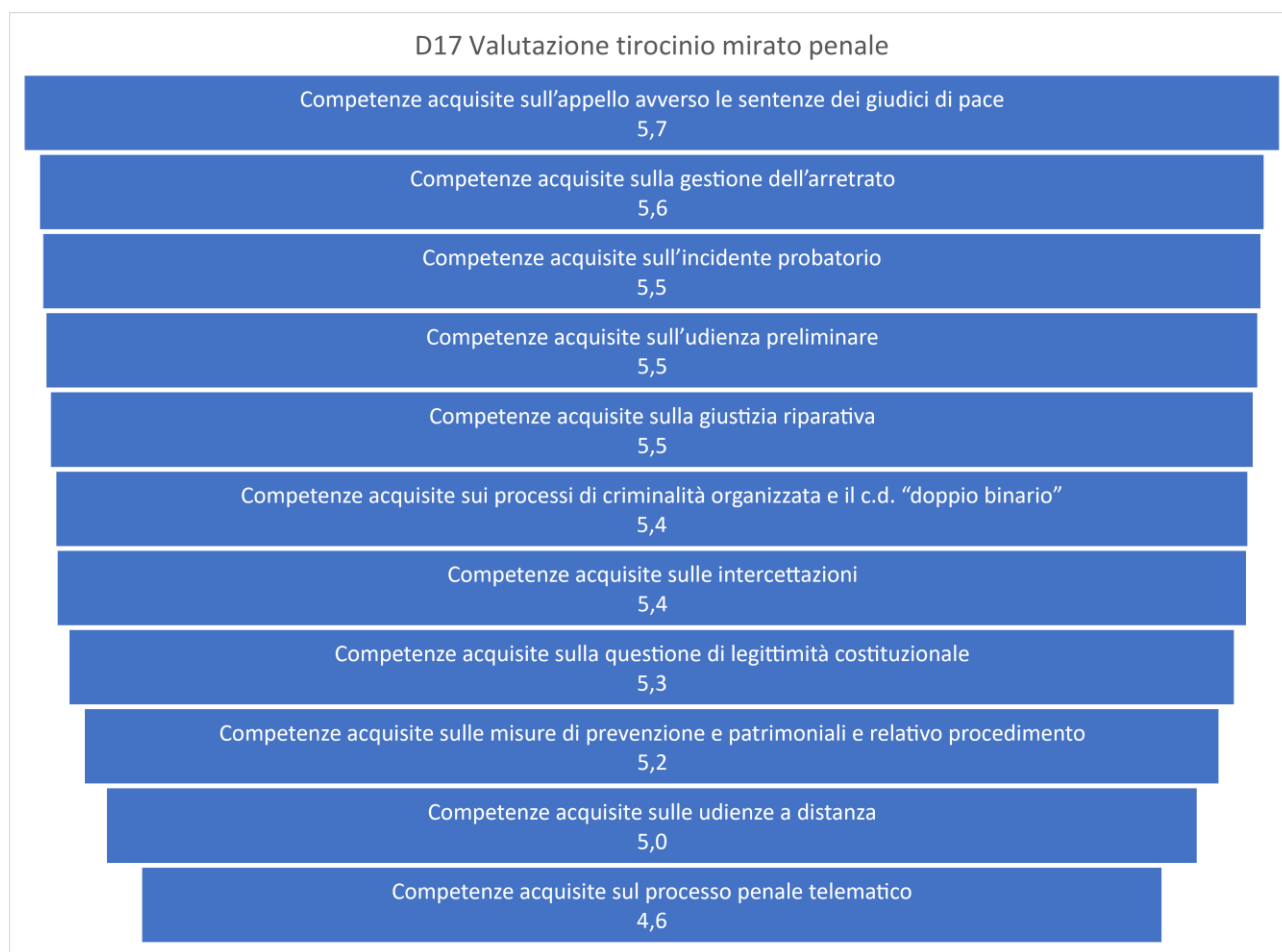 D17 Valutazione tirocinio mirato penale
Competenze acquisite sull’appello avverso le sentenze dei giudici di pace
5,7
Competenze acquisite sulla gestione dell’arretrato
5,6
Competenze acquisite sull’incidente probatorio
5,5
Competenze acquisite sull’udienza preliminare
5,5
Competenze acquisite sulla giustizia riparativa
5,5
Competenze acquisite sui processi di criminalità organizzata e il c.d. “doppio binario”
5,4
Competenze acquisite sulle intercettazioni
5,4
Competenze acquisite sulla questione di legittimità costituzionale
5,3
Competenze acquisite sulle misure di prevenzione e patrimoniali e relativo procedimento
5,2
Competenze acquisite sulle udienze a distanza
5,0
Competenze acquisite sul processo penale telematico
4,6